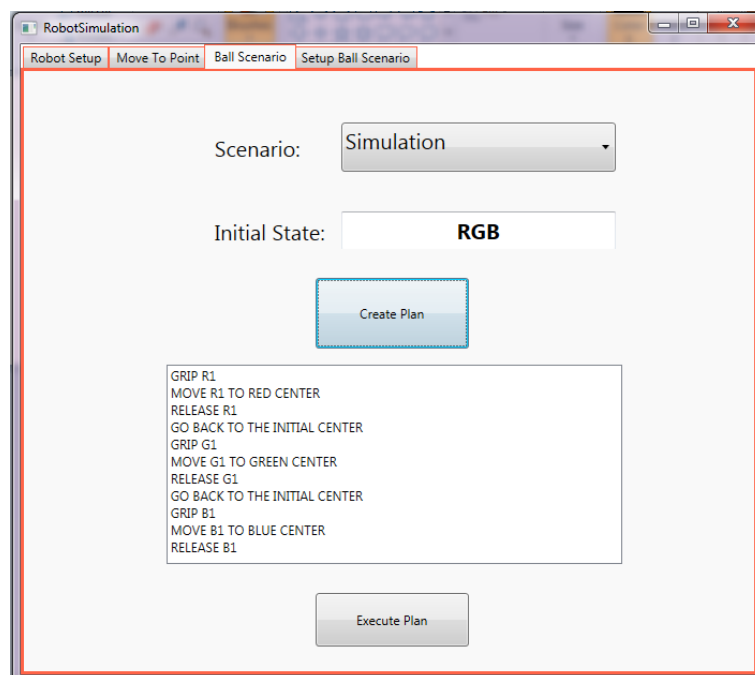 RobotSimulation
Robot Setup Move To Point Ball Scenario Setup Ball Scenario
Scenario: Simulation
Initial State: RGB
Create Plan
GRIP R1
MOVE R1 TO RED CENTER
RELEASE R1
GO BACK TO THE INITIAL CENTER
GRIP G1
MOVE G1 TO GREEN CENTER
RELEASE G1
GO BACK TO THE INITIAL CENTER
GRIP B1
MOVE B1 TO BLUE CENTER
RELEASE B1
Execute Plan